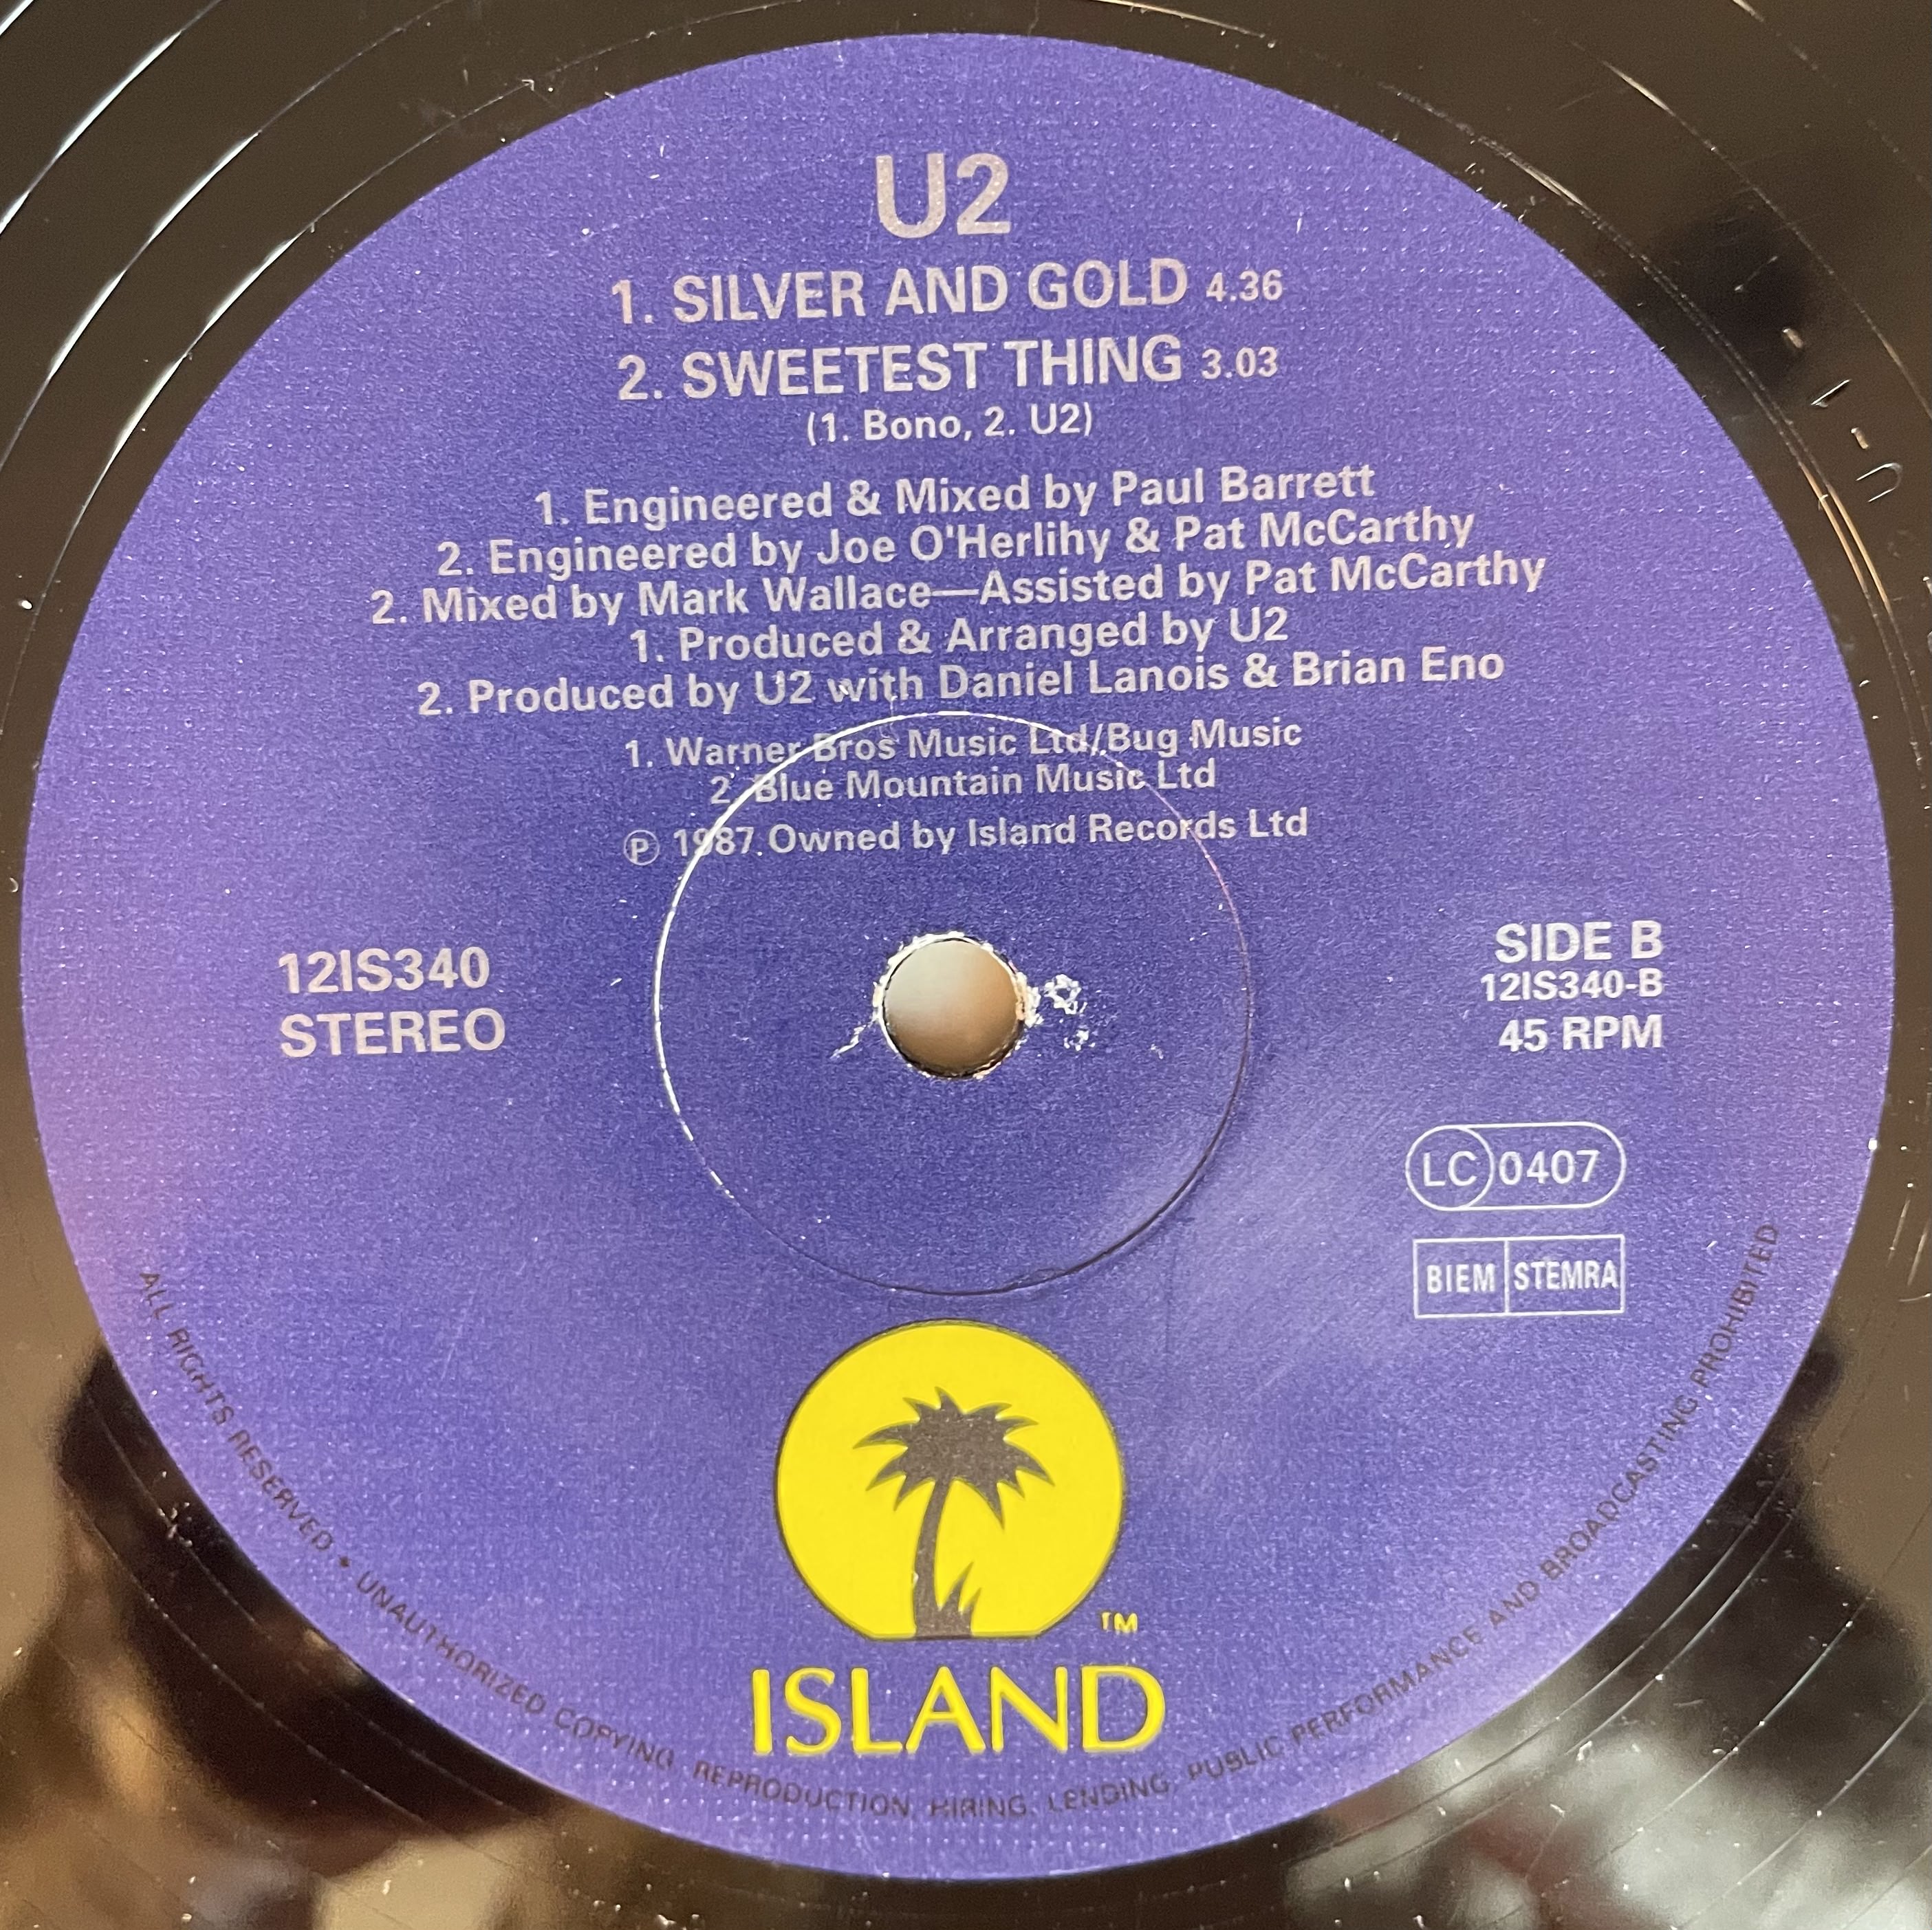 U2
1. SILVER AND GOLD 4.36
2. SWEETEST THING 3.03
(1. Bono, 2. U2)
1. Engineered & Mixed by Paul Barrett
2. Engineered by Joe O'Herlihy & Pat McCarthy
2. Mixed by Mark Wallace—Assisted by Pat McCarthy
1. Produced & Arranged by U2
2. Produced by U2 with Daniel Lanois & Brian Eno
1. Warner Bros Music Ltd/Bug Music
2. Blue Mountain Music Ltd
Ⓟ 1987. Owned by Island Records Ltd
12IS340
STEREO
SIDE B
12IS340-B
45 RPM
LC 0407
BIEM STEMRA
TM
ISLAND
ALL RIGHTS RESERVED • UNAUTHORIZED COPYING, REPRODUCTION, HIRING, LENDING, PUBLIC PERFORMANCE AND BROADCASTING PROHIBITED